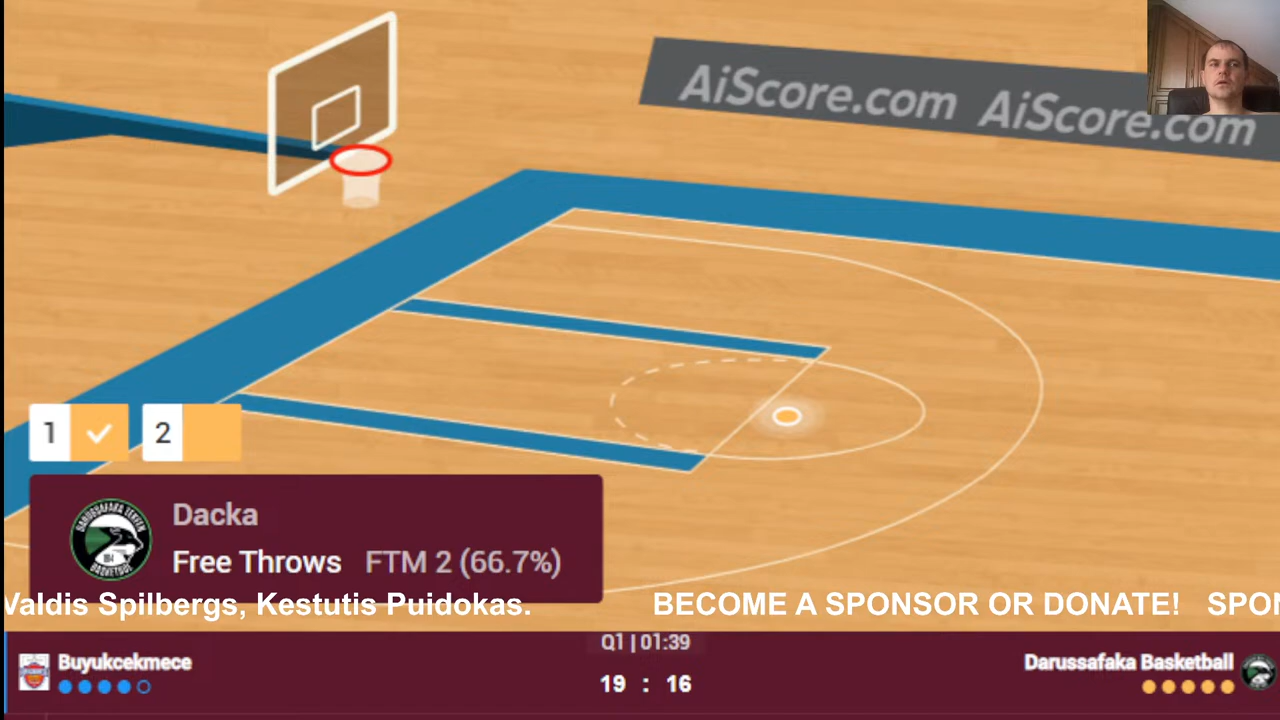 AiScore.com AiScore.com
1 2
Dacka
Free Throws FTM 2 (66.7%)
Valdis Spilbergs, Kestutis Puidokas. BECOME A SPONSOR OR DONATE! SPON
Q1 | 01:39
Buyukcekmece
Darussafaka Basketball
19 : 16